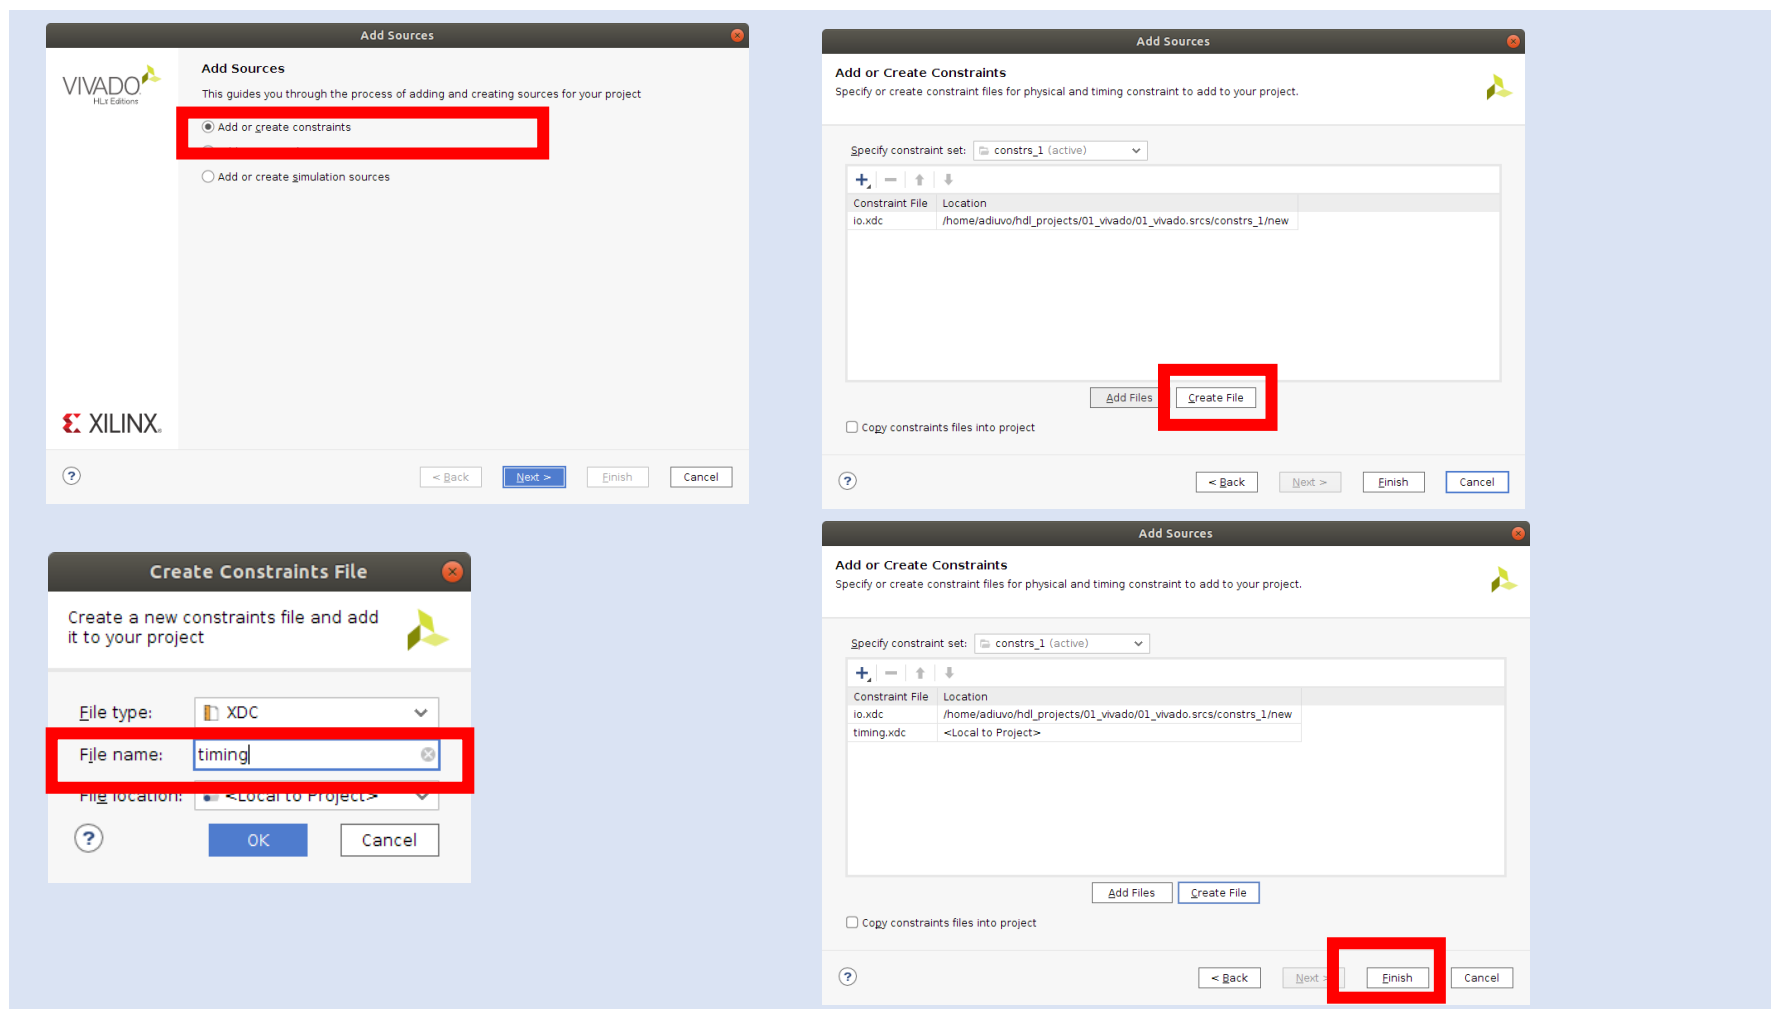 Add Sources
VIVADO
HLx Editions
Add Sources
This guides you through the process of adding and creating sources for your project
Add or create constraints
Add or create simulation sources
XILINX
?
< Back
Next >
Finish
Cancel
Add Sources
Add or Create Constraints
Specify or create constraint files for physical and timing constraint to add to your project.
Specify constraint set: constrs_1 (active)
Constraint File Location
io.xdc /home/adiuvo/hdl_projects/01_vivado/01_vivado.srcs/constrs_1/new
Add Files
Create File
Copy constraints files into project
?
< Back
Next >
Finish
Cancel
Create Constraints File
Create a new constraints file and add
it to your project
File type: XDC
File name: timing
File location: <Local to Project>
?
OK
Cancel
Add Sources
Add or Create Constraints
Specify or create constraint files for physical and timing constraint to add to your project.
Specify constraint set: constrs_1 (active)
Constraint File Location
io.xdc /home/adiuvo/hdl_projects/01_vivado/01_vivado.srcs/constrs_1/new
timing.xdc <Local to Project>
Add Files
Create File
Copy constraints files into project
?
< Back
Next >
Finish
Cancel